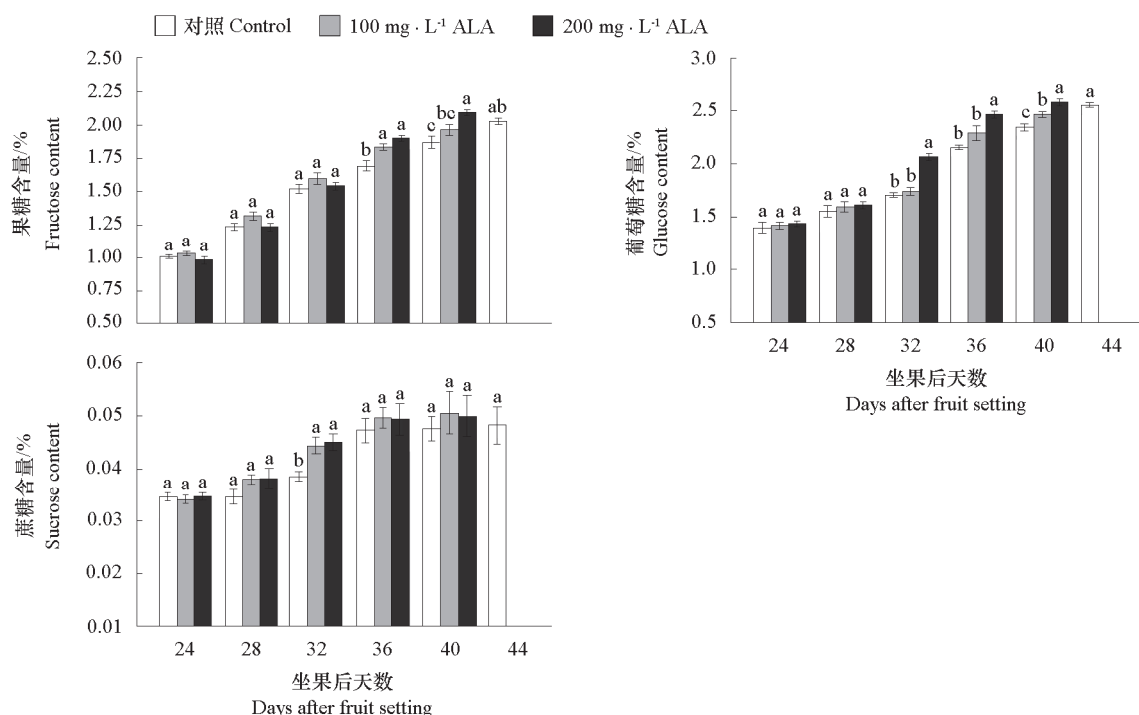 对照 Control 100 mg · L⁻¹ ALA 200 mg · L⁻¹ ALA
果糖含量/%
Fructose content
2.50
2.25
2.00
1.75
1.50
1.25
1.00
0.75
0.50
a a a
a a a
a a a
b a a
c bc a
ab
葡萄糖含量/%
Glucose content
3.0
2.5
2.0
1.5
1.0
0.5
a a a
a a a
b b a
b b a
c b a
a
24 28 32 36 40 44
坐果后天数
Days after fruit setting
蔗糖含量/%
Sucrose content
0.06
0.05
0.04
0.03
0.02
0.01
a a a
a a a
b a a
a a a
a a a
a
24 28 32 36 40 44
坐果后天数
Days after fruit setting